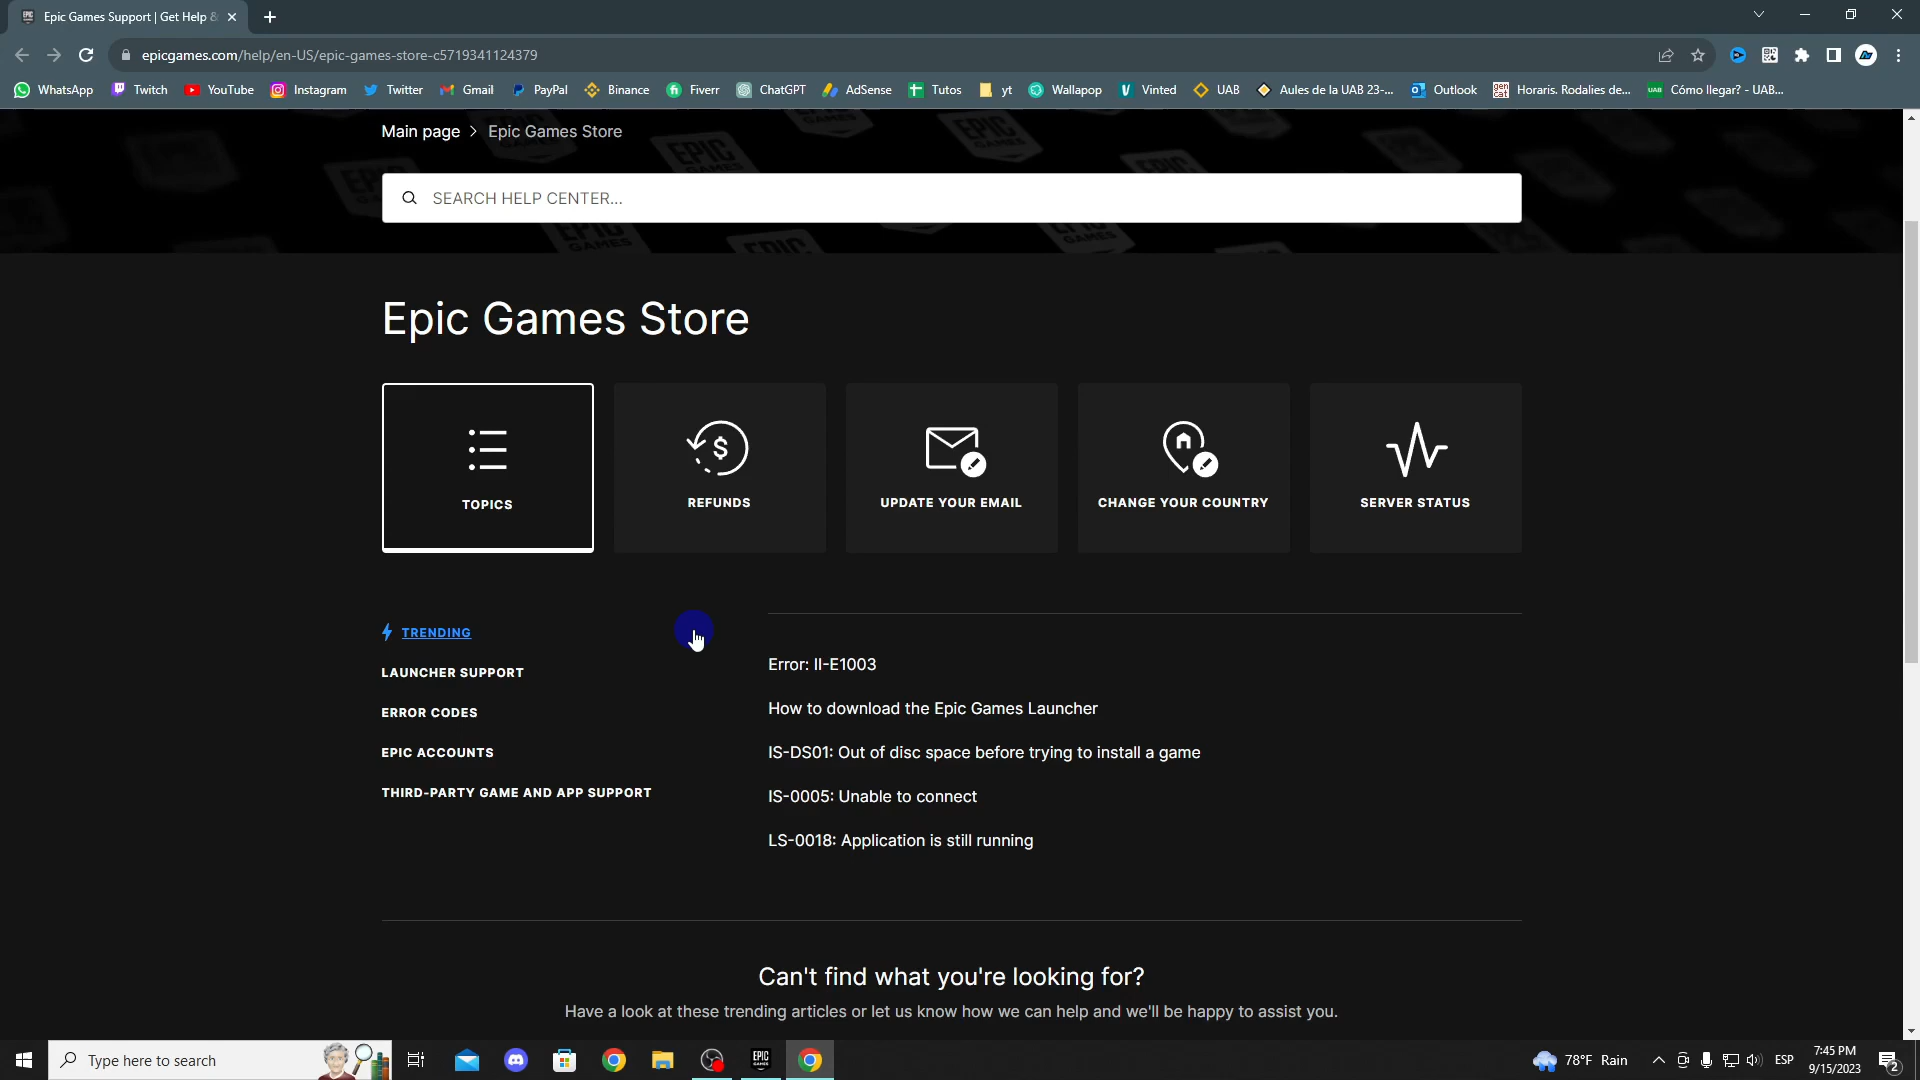 Epic Games Support | Get Help &
epicgames.com/help/en-US/epic-games-store-c5719341124379
WhatsApp Twitch YouTube Instagram Twitter Gmail PayPal Binance Fiverr ChatGPT AdSense Tutos yt Wallapop Vinted UAB Aules de la UAB 23-... Outlook Horaris. Rodalies de... Cómo llegar? - UAB...
Main page > Epic Games Store
SEARCH HELP CENTER...
Epic Games Store
TOPICS
REFUNDS
UPDATE YOUR EMAIL
CHANGE YOUR COUNTRY
SERVER STATUS
TRENDING
LAUNCHER SUPPORT
ERROR CODES
EPIC ACCOUNTS
THIRD-PARTY GAME AND APP SUPPORT
Error: II-E1003
How to download the Epic Games Launcher
IS-DS01: Out of disc space before trying to install a game
IS-0005: Unable to connect
LS-0018: Application is still running
Can't find what you're looking for?
Have a look at these trending articles or let us know how we can help and we'll be happy to assist you.
Type here to search
78°F Rain
ESP
7:45 PM
9/15/2023
2